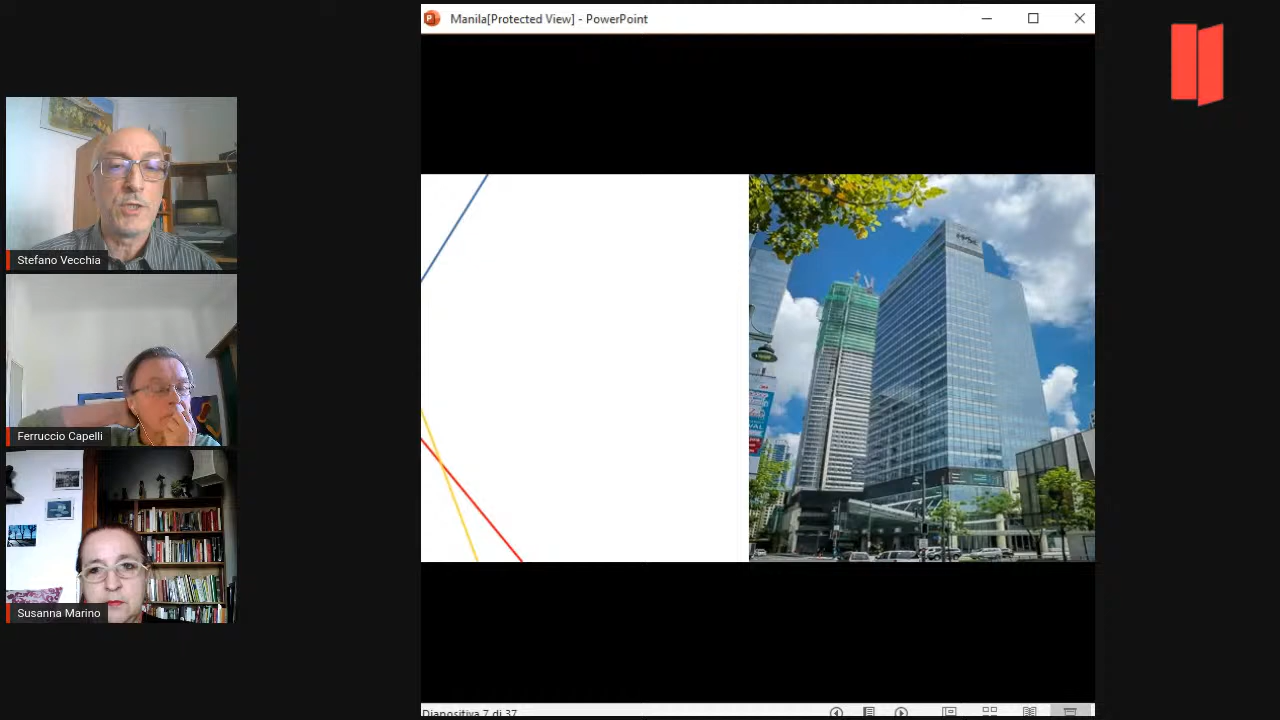 Manila[Protected View] - PowerPoint
Stefano Vecchia
Ferruccio Capelli
Susanna Marino
Diapositiva 7 di 37